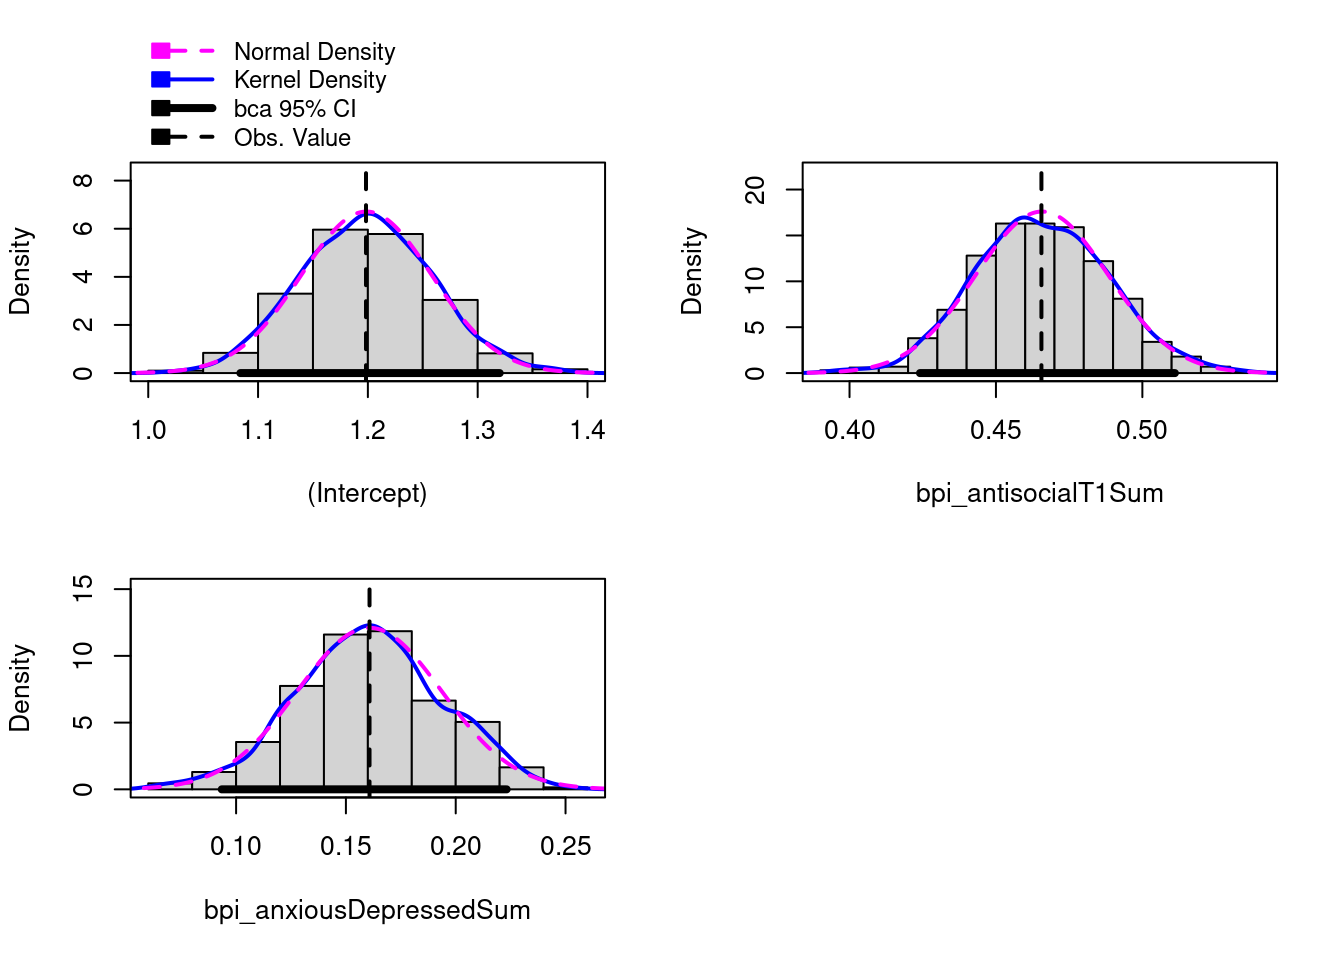 Normal Density
Kernel Density
bca 95% CI
Obs. Value
Density
0 2 4 6 8
1.0 1.1 1.2 1.3 1.4
(Intercept)
Density
0 5 10 20
0.40 0.45 0.50
bpi_antisocialT1Sum
Density
0 5 10 15
0.10 0.15 0.20 0.25
bpi_anxiousDepressedSum